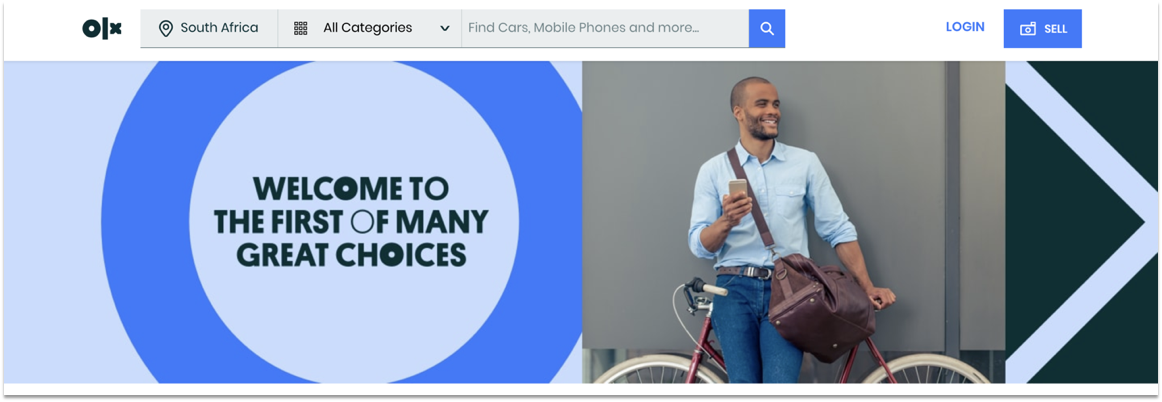 olx
South Africa
All Categories
Find Cars, Mobile Phones and more...
LOGIN
SELL
WELCOME TO
THE FIRST OF MANY
GREAT CHOICES